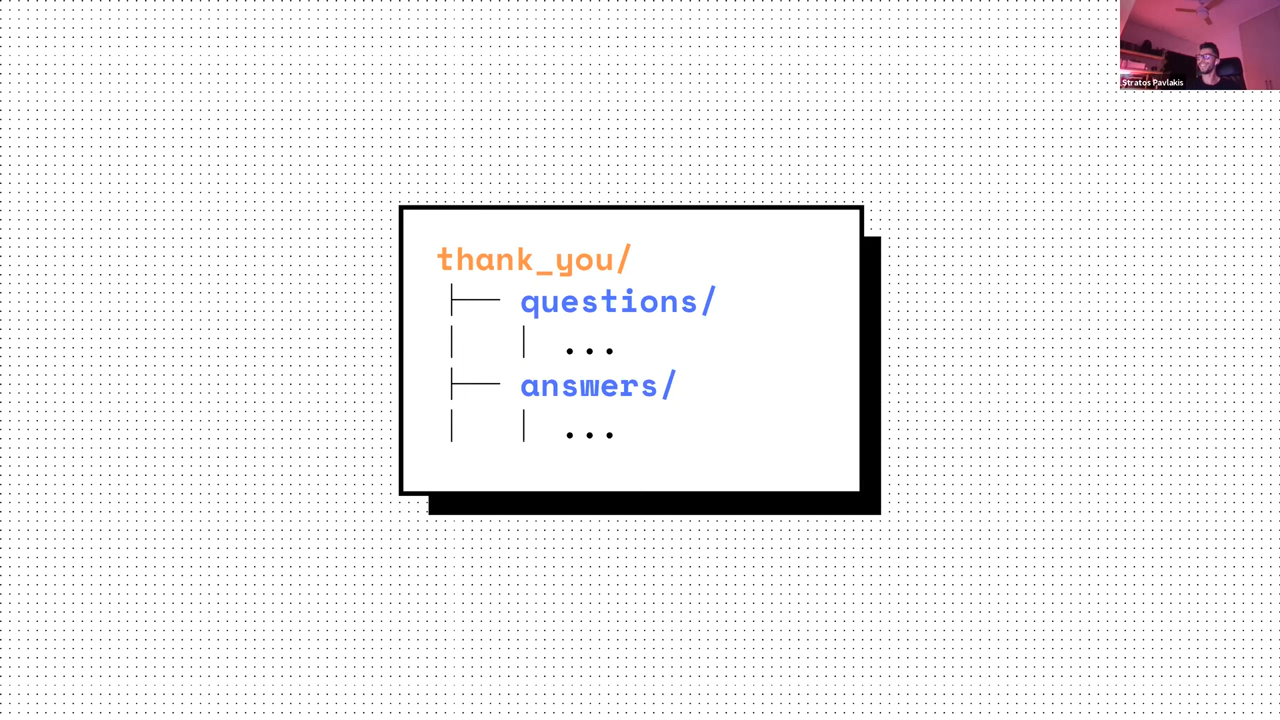 Stratos Pavlakis
thank_you/
├── questions/
│   │ ...
├── answers/
│   │ ...